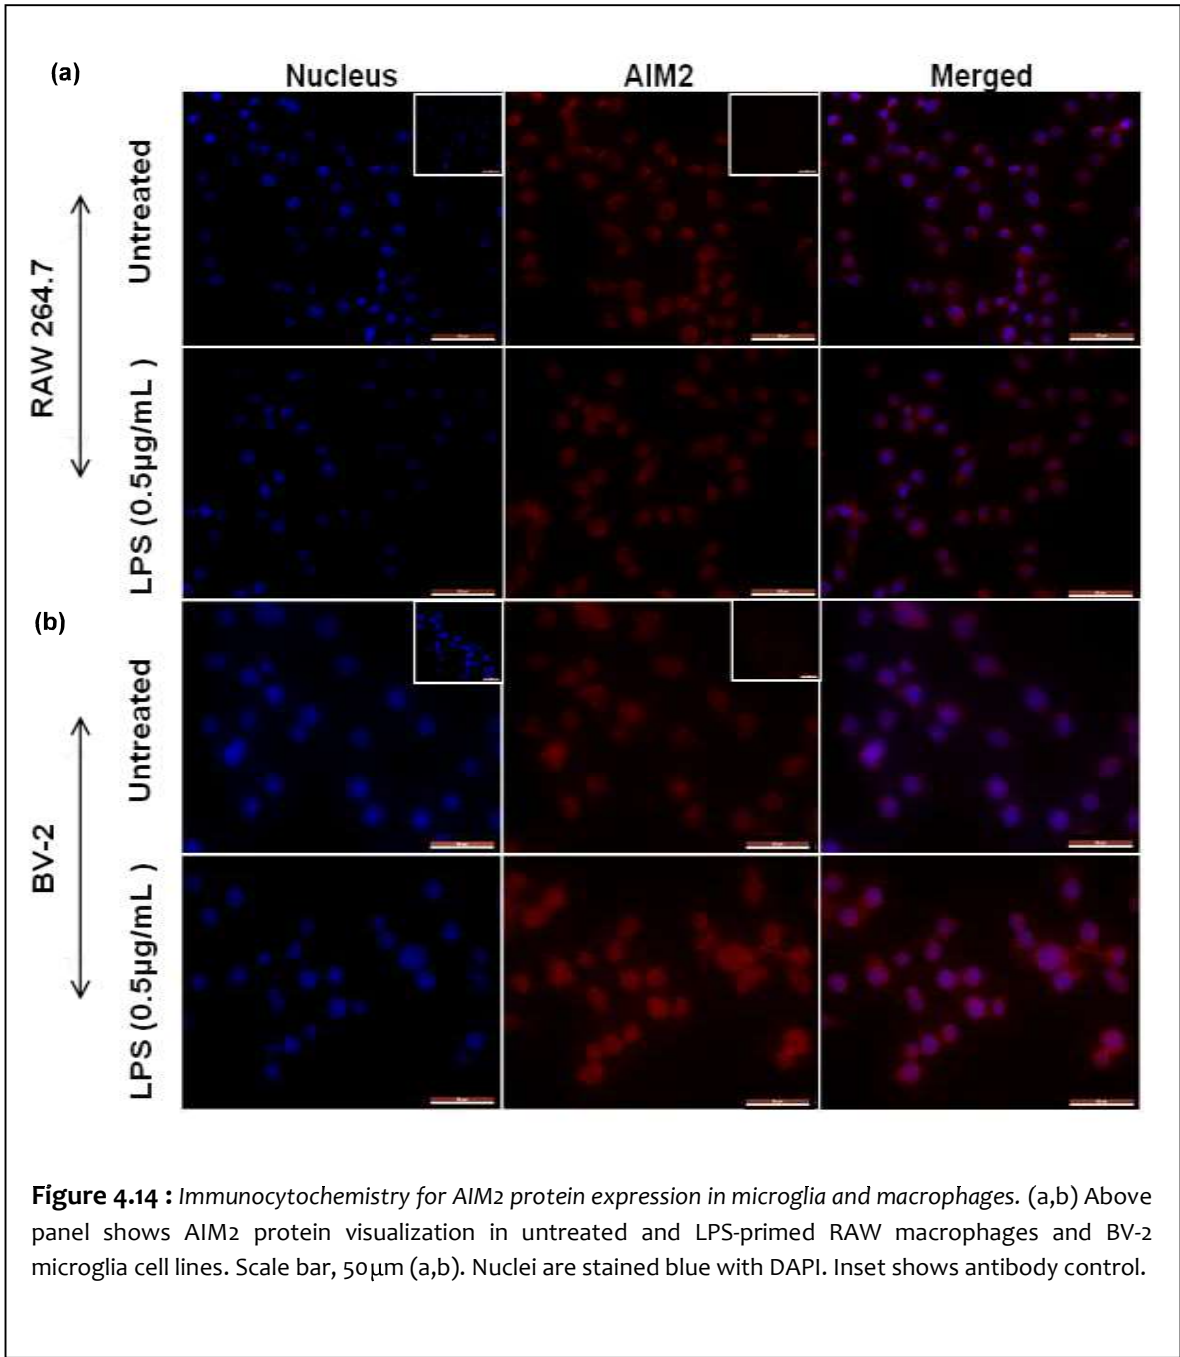 (a)
Nucleus AIM2 Merged
RAW 264.7
Untreated
LPS (0.5µg/mL )
(b)
BV-2
Untreated
LPS (0.5µg/mL )
Figure 4.14 : Immunocytochemistry for AIM2 protein expression in microglia and macrophages. (a,b) Above
panel shows AIM2 protein visualization in untreated and LPS-primed RAW macrophages and BV-2
microglia cell lines. Scale bar, 50µm (a,b). Nuclei are stained blue with DAPI. Inset shows antibody control.